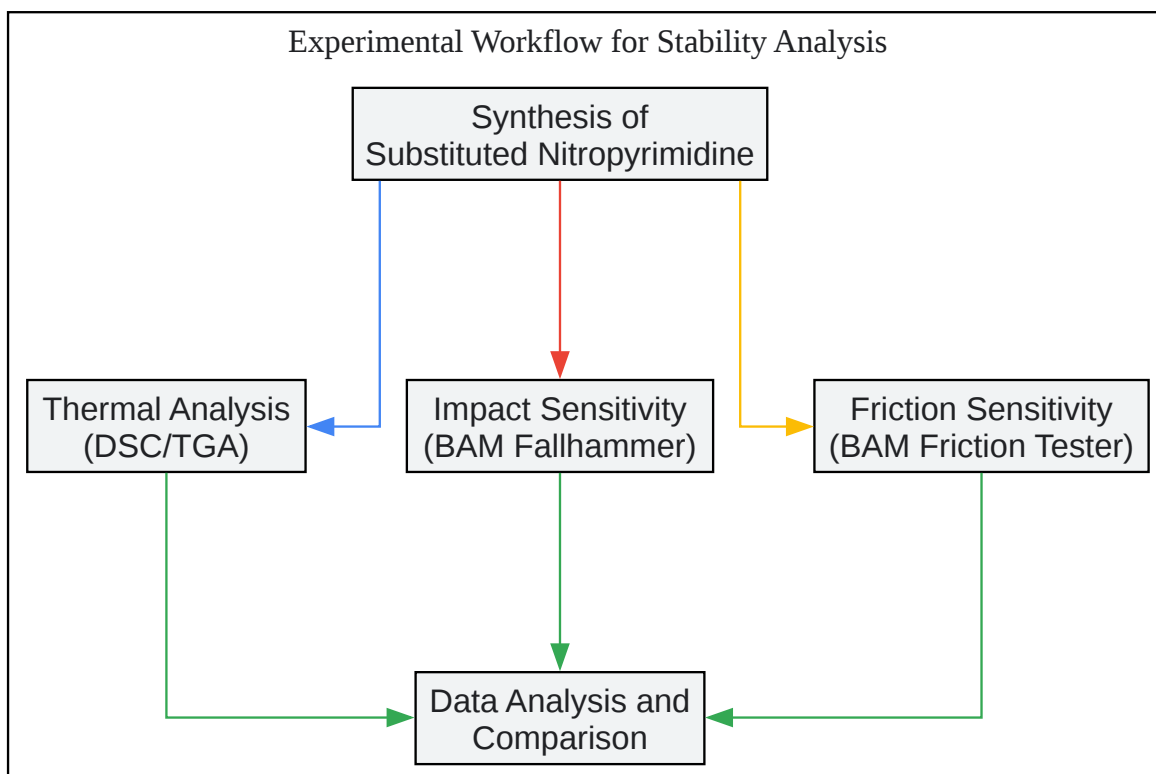 Experimental Workflow for Stability Analysis
Synthesis of
Substituted Nitropyrimidine
Thermal Analysis
(DSC/TGA)
Impact Sensitivity
(BAM Fallhammer)
Friction Sensitivity
(BAM Friction Tester)
Data Analysis and
Comparison